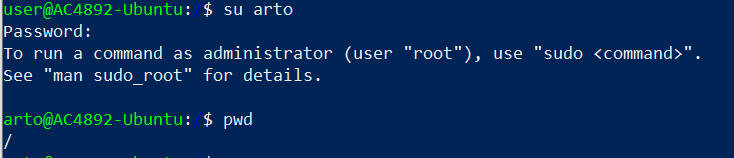 user@AC4892-Ubuntu:/$ su arto
Password:
To run a command as administrator (user "root"), use "sudo <command>".
See "man sudo_root" for details.
arto@AC4892-Ubuntu:/$ pwd
/